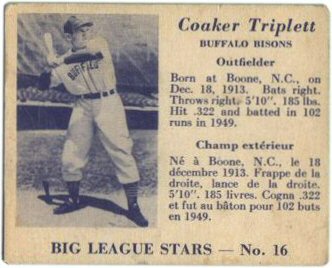 Coaker Triplett
BUFFALO BISONS
Outfielder
Born at Boone, N.C., on
Dec. 18, 1913. Bats right.
Throws right. 5'10". 185 lbs.
Hit .322 and batted in 102
runs in 1949.
Champ extérieur
Né à Boone, N.C., le 18
décembre 1913. Frappe de la
droite, lance de la droite.
5'10". 185 livres. Cogna .322
et fut au bâton pour 102 buts
en 1949.
BUFFALO
BIG LEAGUE STARS — No. 16